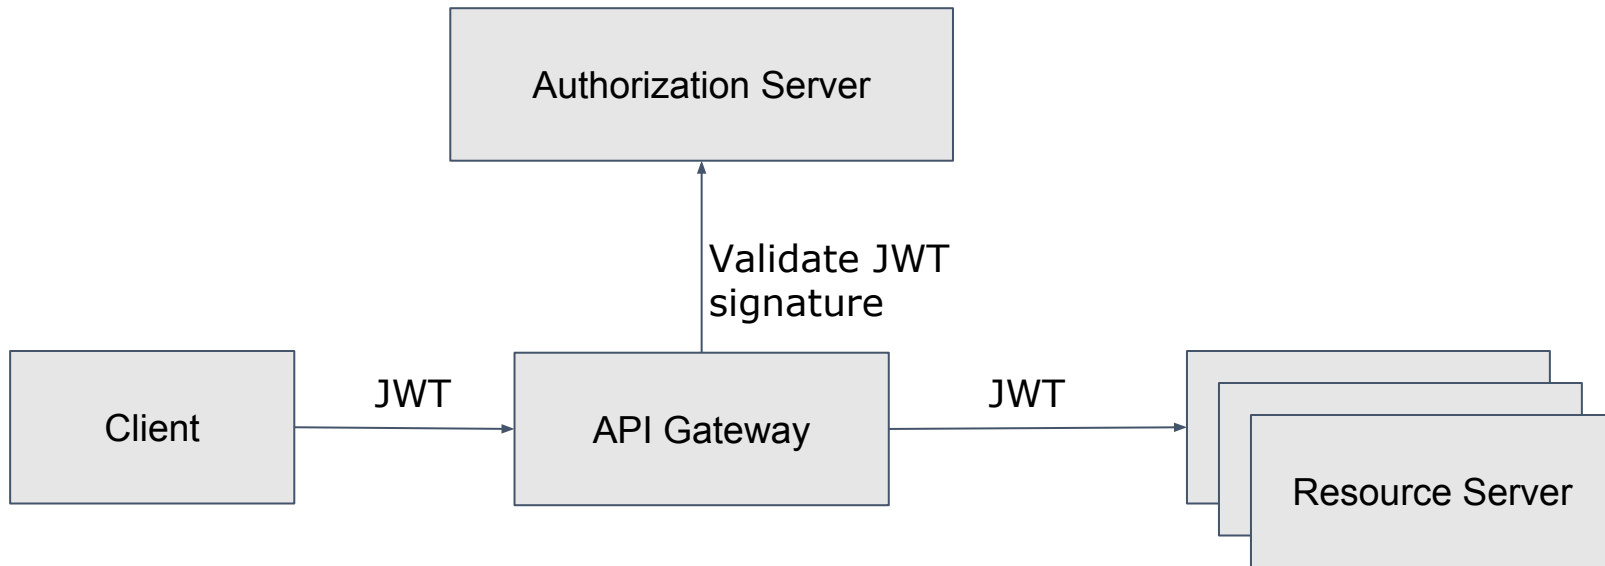 Authorization Server
Validate JWT
signature
Client
JWT
API Gateway
JWT
Resource Server